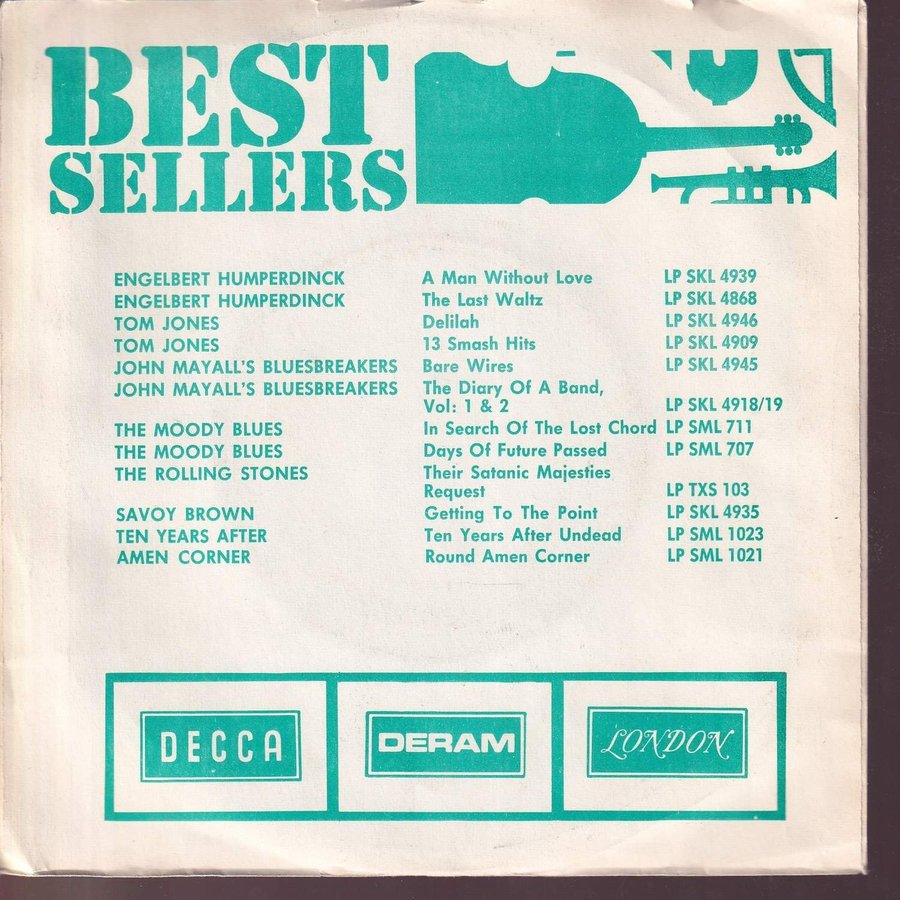 BEST
SELLERS
ENGELBERT HUMPERDINCK A Man Without Love LP SKL 4939
ENGELBERT HUMPERDINCK The Last Waltz LP SKL 4868
TOM JONES Delilah LP SKL 4946
TOM JONES 13 Smash Hits LP SKL 4909
JOHN MAYALL'S BLUESBREAKERS Bare Wires LP SKL 4945
JOHN MAYALL'S BLUESBREAKERS The Diary Of A Band,
Vol: 1 & 2 LP SKL 4918/19
THE MOODY BLUES In Search Of The Lost Chord LP SML 711
THE MOODY BLUES Days Of Future Passed LP SML 707
THE ROLLING STONES Their Satanic Majesties
Request LP TXS 103
SAVOY BROWN Getting To The Point LP SKL 4935
TEN YEARS AFTER Ten Years After Undead LP SML 1023
AMEN CORNER Round Amen Corner LP SML 1021
DECCA DERAM LONDON